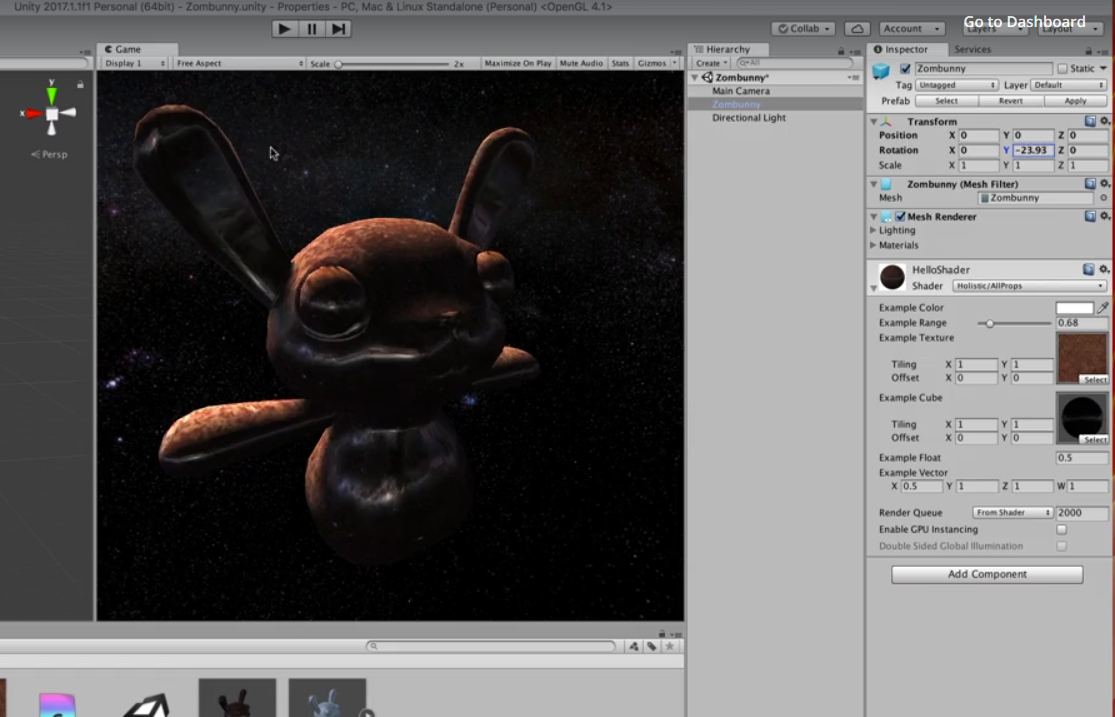 Unity 2017.1.1f1 Personal (64bit) - Zombunny.unity - Properties - PC, Mac & Linux Standalone (Personal) <OpenGL 4.1>
Collab
Account
Layers
Layout
Go to Dashboard
Game
Display 1
Free Aspect
Scale
2x
Maximize On Play
Mute Audio
Stats
Gizmos
y
x
Persp
Hierarchy
Create
All
Zombunny*
Main Camera
Zombunny
Directional Light
Inspector
Services
Zombunny
Static
Tag Untagged Layer Default
Prefab Select Revert Apply
Transform
Position X 0 Y 0 Z 0
Rotation X 0 Y -23.93 Z 0
Scale X 1 Y 1 Z 1
Zombunny (Mesh Filter)
Mesh Zombunny
Mesh Renderer
Lighting
Materials
HelloShader
Shader Holistic/AllProps
Example Color
Example Range 0.68
Example Texture
Tiling X 1 Y 1
Offset X 0 Y 0
Select
Example Cube
Tiling X 1 Y 1
Offset X 0 Y 0
Select
Example Float 0.5
Example Vector
X 0.5 Y 1 Z 1 W 1
Render Queue From Shader 2000
Enable GPU Instancing
Double Sided Global Illumination
Add Component